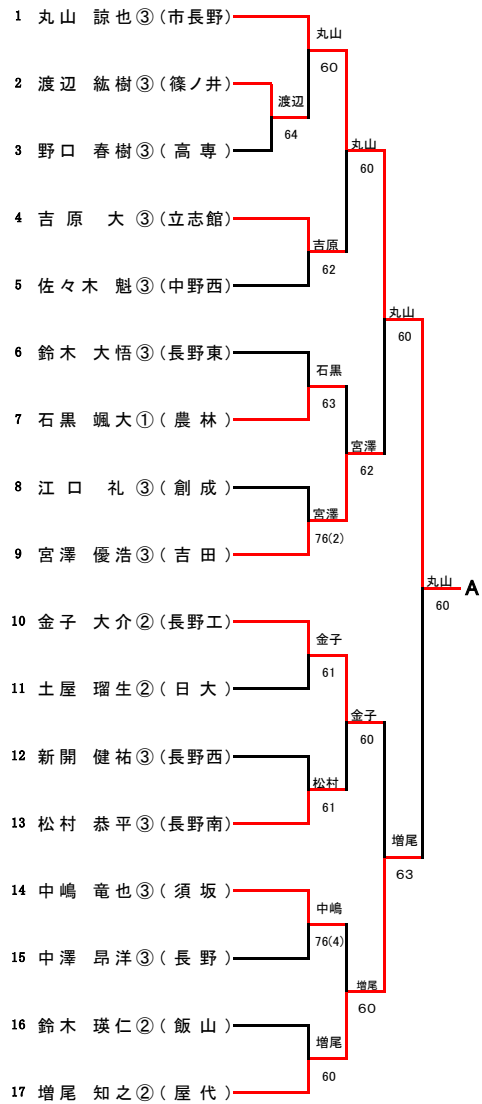 1 丸山 諒也③(市長野)
丸山
60
2 渡辺 紘樹③(篠ノ井)
渡辺
64
3 野口 春樹③(高専)
丸山
60
4 吉原 大③(立志館)
吉原
62
5 佐々木 魁③(中野西)
丸山
60
6 鈴木 大悟③(長野東)
石黒
63
7 石黒 颯大①(農林)
宮澤
62
8 江口 礼③(創成)
宮澤
76(2)
9 宮澤 優浩③(吉田)
丸山 A
60
10 金子 大介②(長野工)
金子
61
11 土屋 瑠生②(日大)
金子
60
12 新開 健祐③(長野西)
松村
61
13 松村 恭平③(長野南)
増尾
63
14 中嶋 竜也③(須坂)
中嶋
76(4)
15 中澤 昂洋③(長野)
増尾
60
16 鈴木 瑛仁②(飯山)
増尾
60
17 増尾 知之②(屋代)